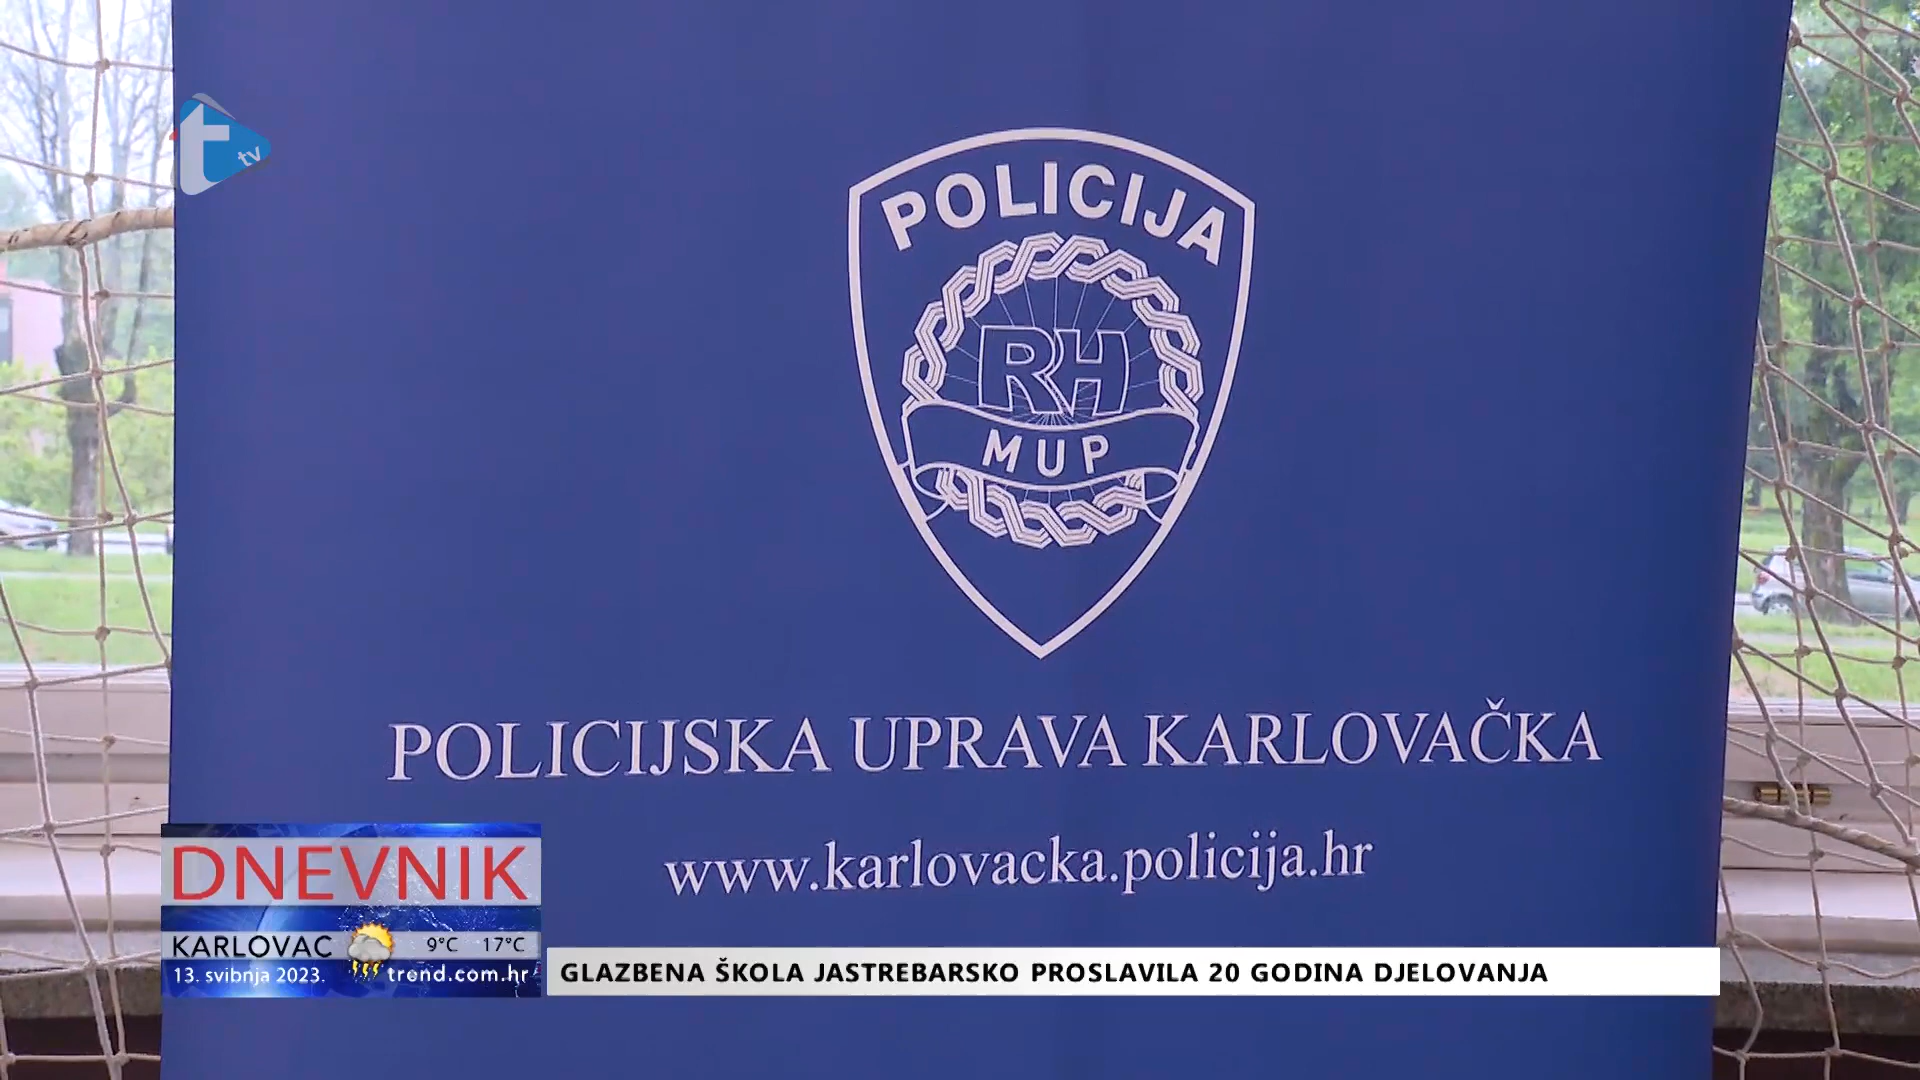 t tv
POLICIJA
RH
MUP
POLICIJSKA UPRAVA KARLOVAČKA
www.karlovacka.policija.hr
DNEVNIK
KARLOVAC 9°C 17°C
13. svibnja 2023. trend.com.hr
GLAZBENA ŠKOLA JASTREBARSKO PROSLAVILA 20 GODINA DJELOVANJA